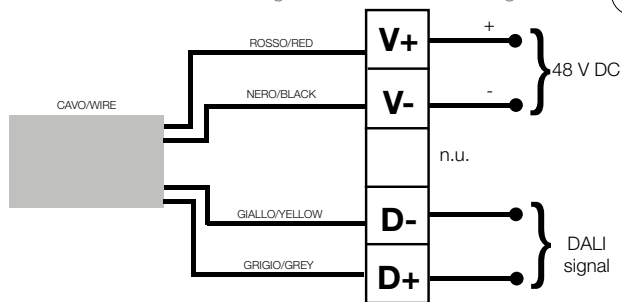 ROSSO/RED
V+
+
48 V DC
NERO/BLACK
V-
-
CAVO/WIRE
n.u.
GIALLO/YELLOW
D-
DALI
signal
GRIGIO/GREY
D+